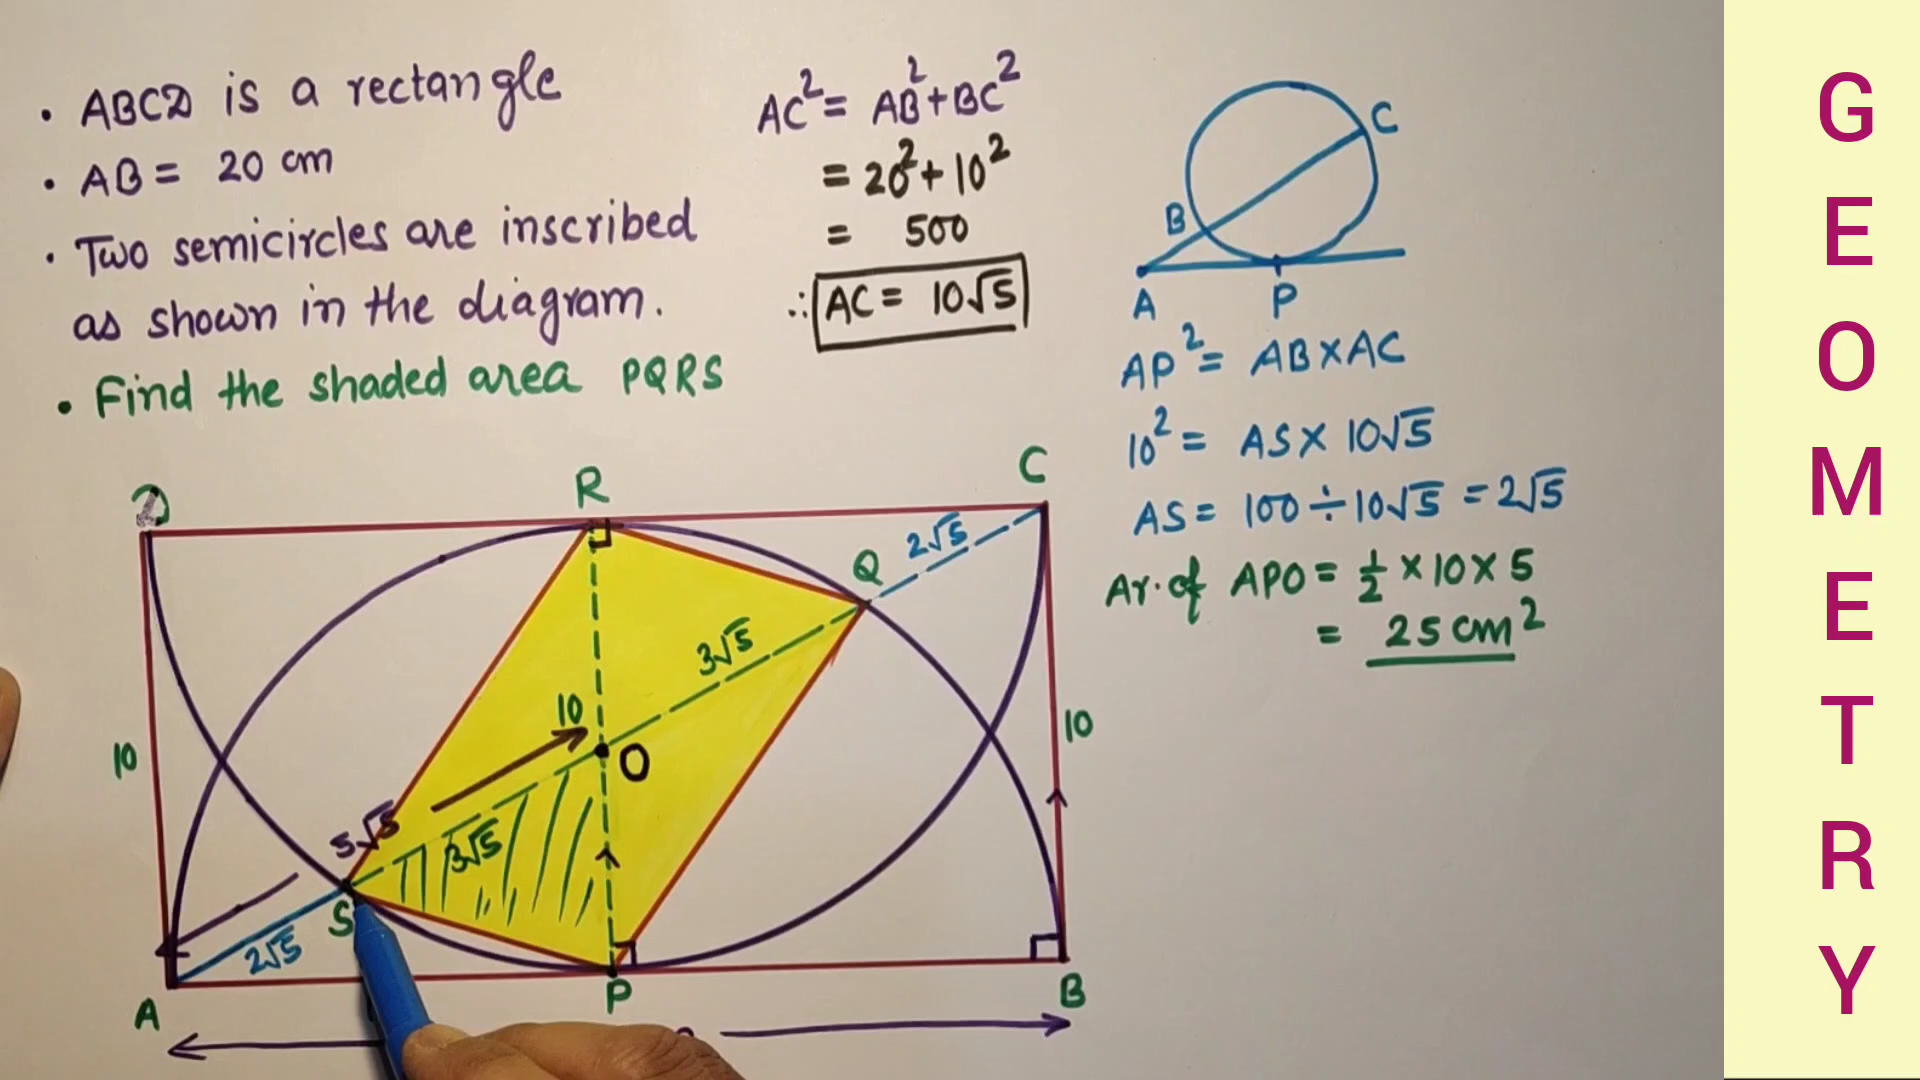 • ABCD is a rectangle
• AB = 20 cm
• Two semicircles are inscribed
as shown in the diagram.
• Find the shaded area PQRS
AC² = AB² + BC²
= 20² + 10²
= 500
∴ AC = 10√5
C
B
A
P
AP² = AB × AC
10² = AS × 10√5
AS = 100 ÷ 10√5 = 2√5
Ar. of APO = 1/2 × 10 × 5
= 25 cm²
D
R
C
Q
2√5
3√5
10
O
10
10
5√5
3√5
S
2√5
A
P
B
GEOMETRY